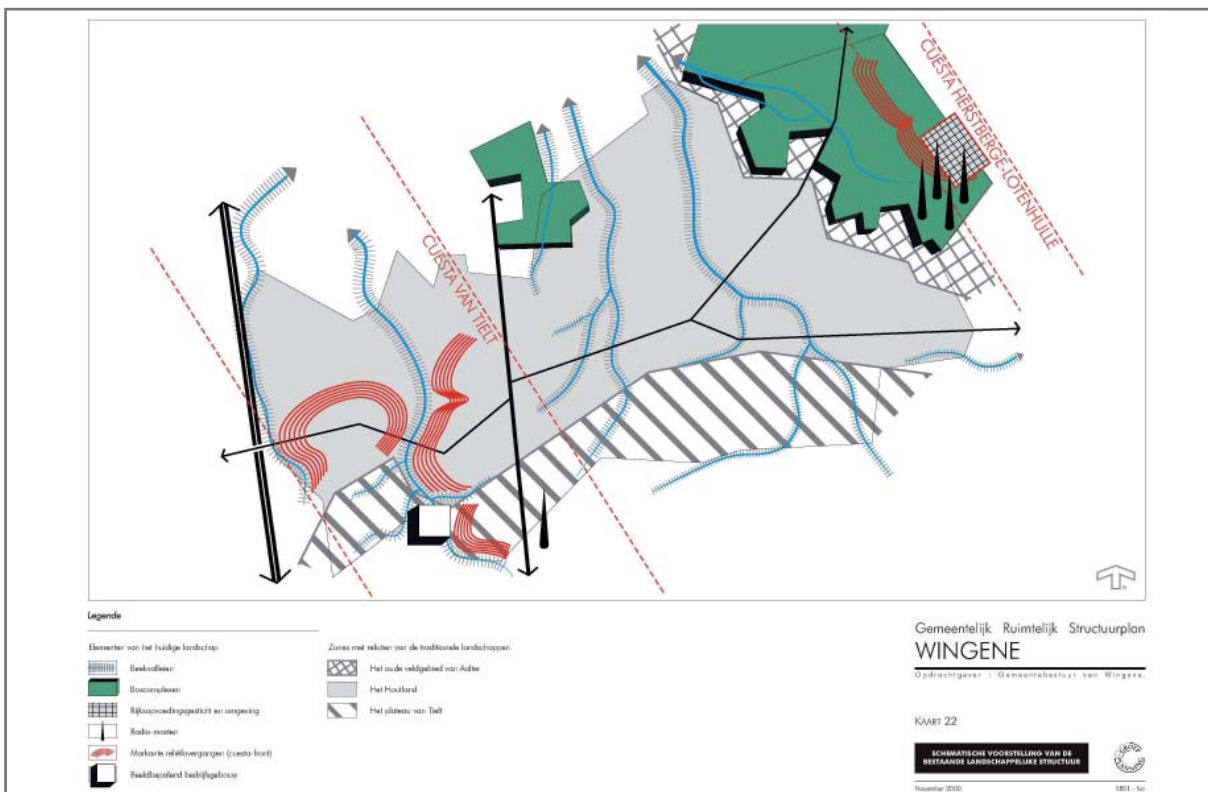 CUESTA HERSTBERGE-LOTENHULLE
CUESTA VAN TIELT
Legende
Elementen van het huidige landschap
Beekvalleien
Boscomplexen
Rijksopvoedingsgesticht en omgeving
Radio-masten
Markante reliëfovergangen (cuesta-front)
Beeldbepalend bedrijfsgebouw
Zones met relicten van de traditionele landschappen
Het oude veldgebied van Aalter
Het Houtland
Het plateau van Tielt
N
Gemeentelijk Ruimtelijk Structuurplan
WINGENE
Opdrachtgever : Gemeentebestuur van Wingene.
KAART 22
SCHEMATISCHE VOORSTELLING VAN DE
BESTAANDE LANDSCHAPPELIJKE STRUCTUUR
GROEP
PLANNING
November 2000